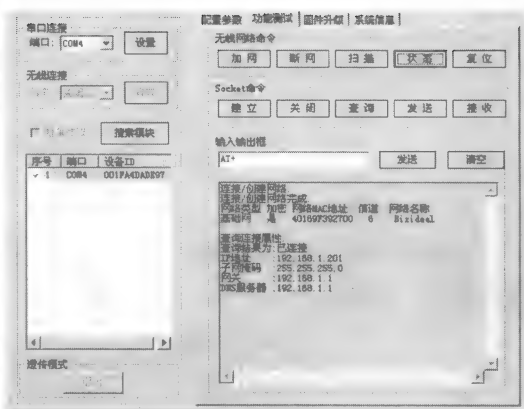 串口连接
端口: COM4 设置
无线连接
搜索模块
序号 端口 设备ID
✓ 1 COM4 001FA4DADE97
透传模式
配置参数 功能测试 固件升级 系统信息
无线网络命令
加网 断网 扫描 状态 复位
Socket命令
建立 关闭 查询 发送 接收
输入输出框
AT+ 发送 清空
连接/创建网络
连接/创建网络完成
网络类型 加密 网络MAC地址 信道 网络名称
基础网 是 40169F392700 6 Rixideal
查询连接属性
查询结果为:已连接
IP地址 :192.168.1.201
子网掩码 :255.255.255.0
网关 :192.168.1.1
DNS服务器 :192.168.1.1